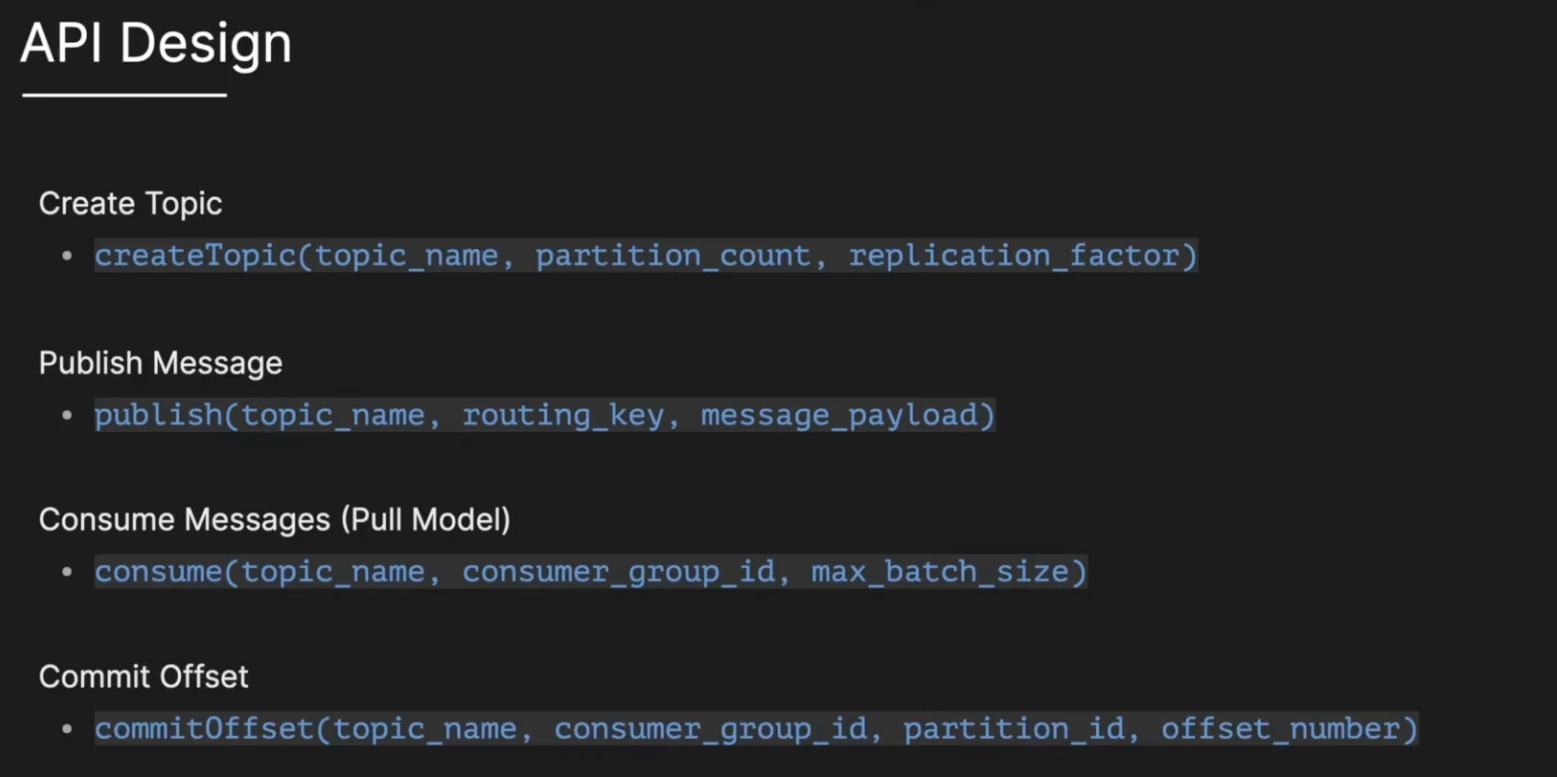 API Design
Create Topic
• createTopic(topic_name, partition_count, replication_factor)
Publish Message
• publish(topic_name, routing_key, message_payload)
Consume Messages (Pull Model)
• consume(topic_name, consumer_group_id, max_batch_size)
Commit Offset
• commitOffset(topic_name, consumer_group_id, partition_id, offset_number)